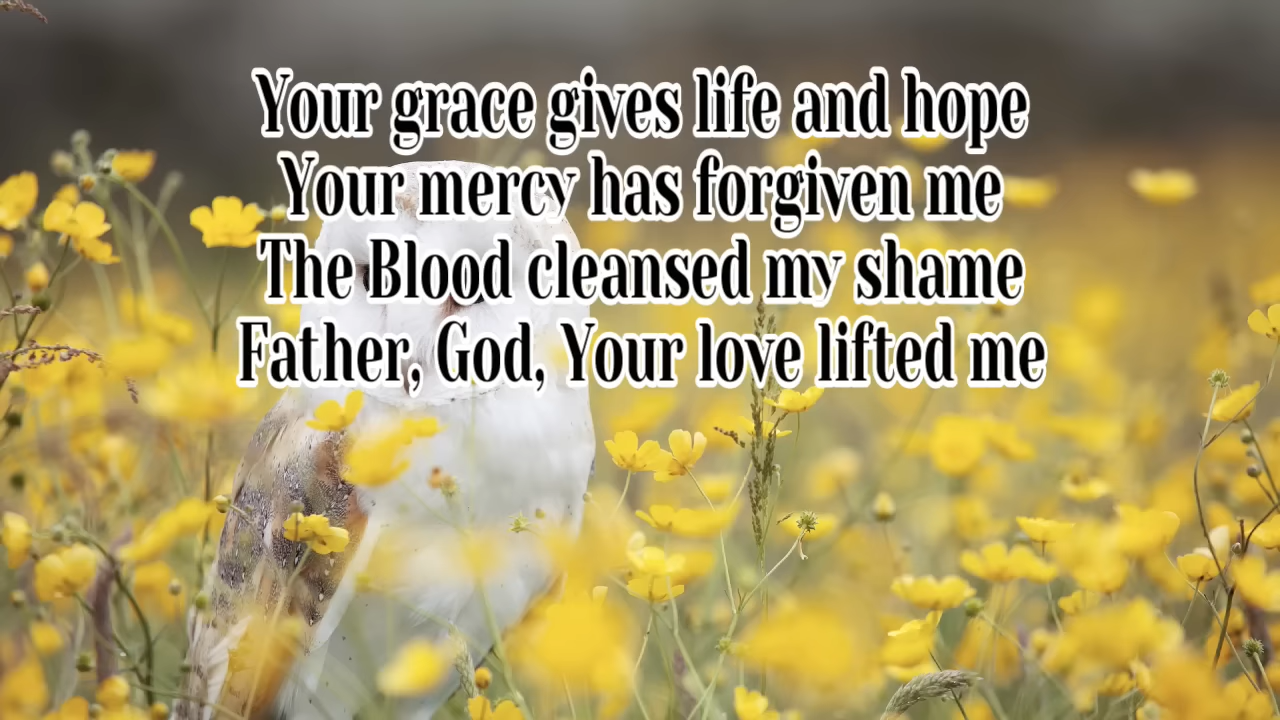 Your grace gives life and hope
Your mercy has forgiven me
The Blood cleansed my shame
Father, God, Your love lifted me